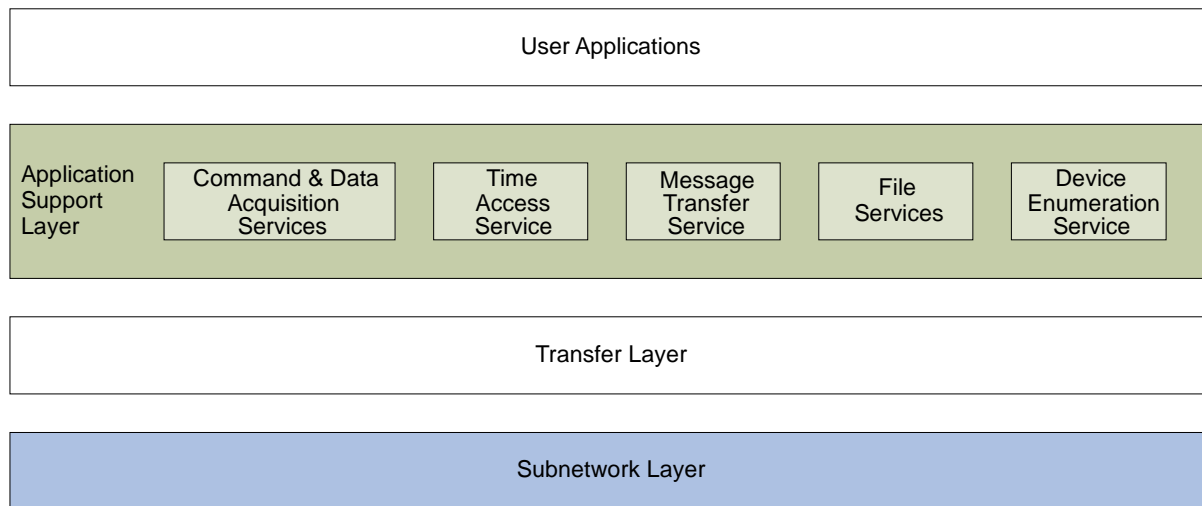 User Applications
Application
Support
Layer
Command & Data
Acquisition
Services
Time
Access
Service
Message
Transfer
Service
File
Services
Device
Enumeration
Service
Transfer Layer
Subnetwork Layer